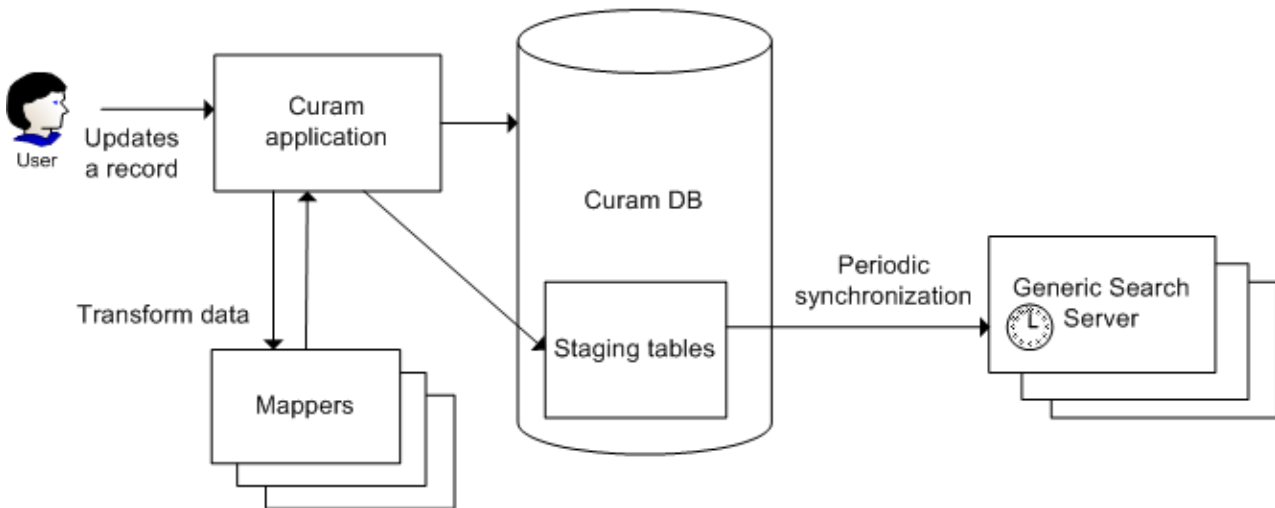 User
Updates
a record
Curam
application
Transform data
Mappers
Curam DB
Staging tables
Periodic
synchronization
Generic Search
Server